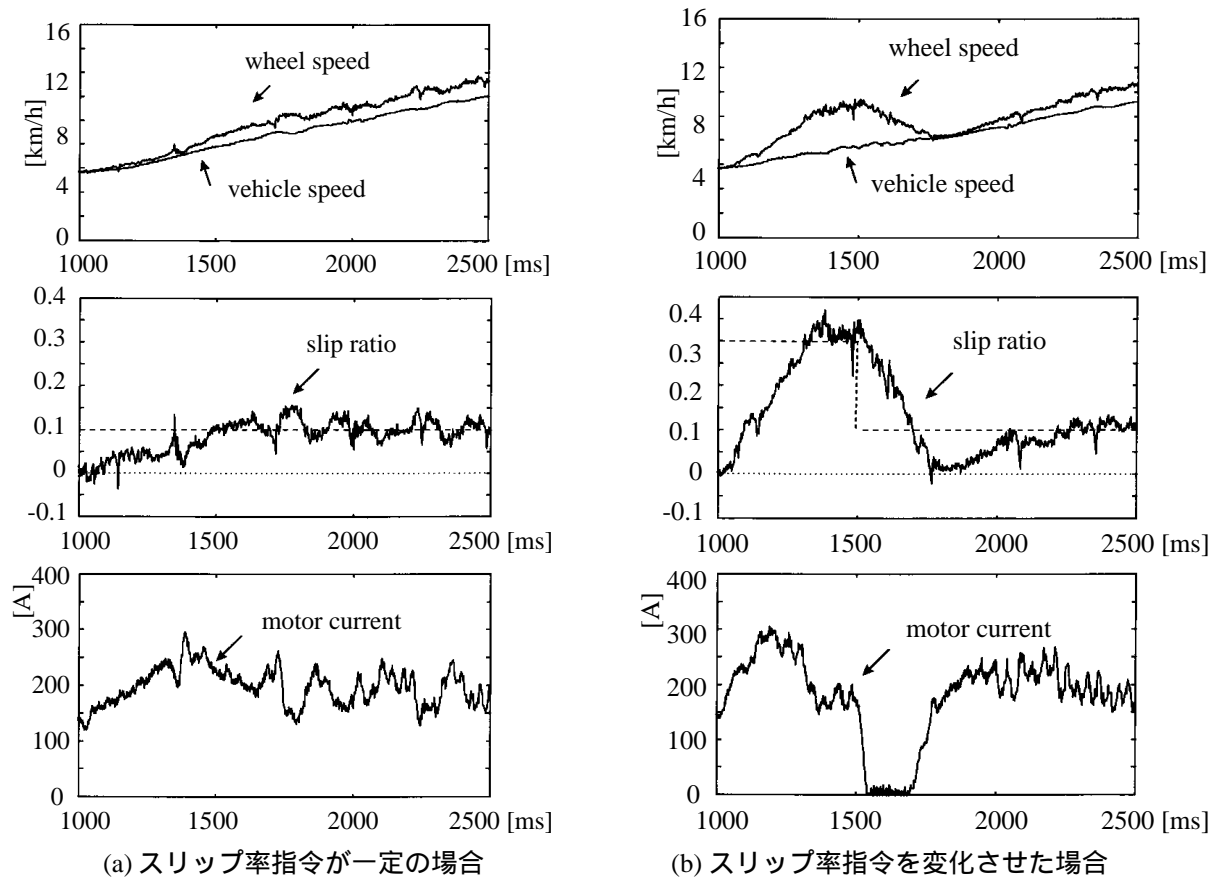 16
12
8
4
0
[km/h]
wheel speed
vehicle speed
1000 1500 2000 2500 [ms]
0.4
0.3
0.2
0.1
0
-0.1
slip ratio
1000 1500 2000 2500 [ms]
400
300
200
100
0
[A]
motor current
1000 1500 2000 2500 [ms]
(a) スリップ率指令が一定の場合
16
12
8
4
0
[km/h]
wheel speed
vehicle speed
1000 1500 2000 2500 [ms]
0.4
0.3
0.2
0.1
0
-0.1
slip ratio
1000 1500 2000 2500 [ms]
400
300
200
100
0
[A]
motor current
1000 1500 2000 2500 [ms]
(b) スリップ率指令を変化させた場合